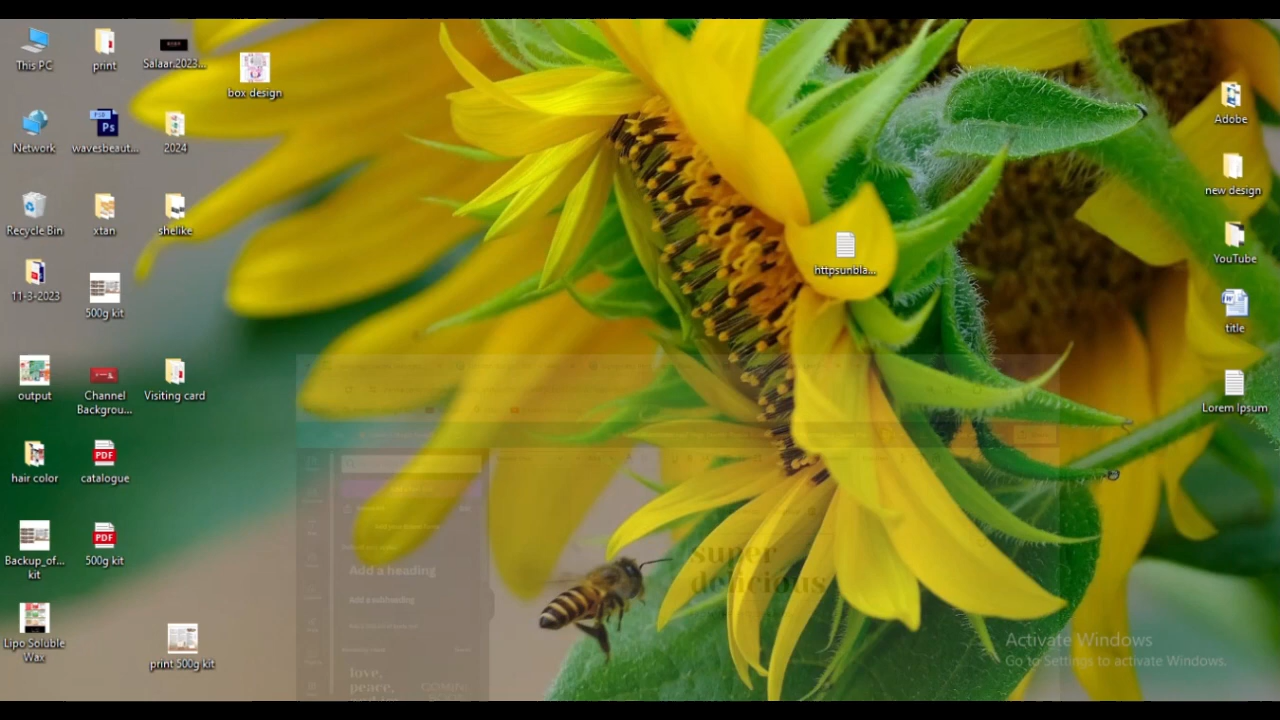 This PC
print
Salaar.2023...
box design
Network
wavesbeaut...
2024
Recycle Bin
xtan
shelike
11-3-2023
500g kit
output
Channel
Backgrou...
Visiting card
hair color
catalogue
Backup_of...
kit
500g kit
Lipo Soluble
Wax
print 500g kit
httpsunbla...
Adobe
new design
YouTube
title
Lorem Ipsum
Add a heading
Add a subheading
super
delicious
love,
peace,
Activate Windows
Go to Settings to activate Windows.